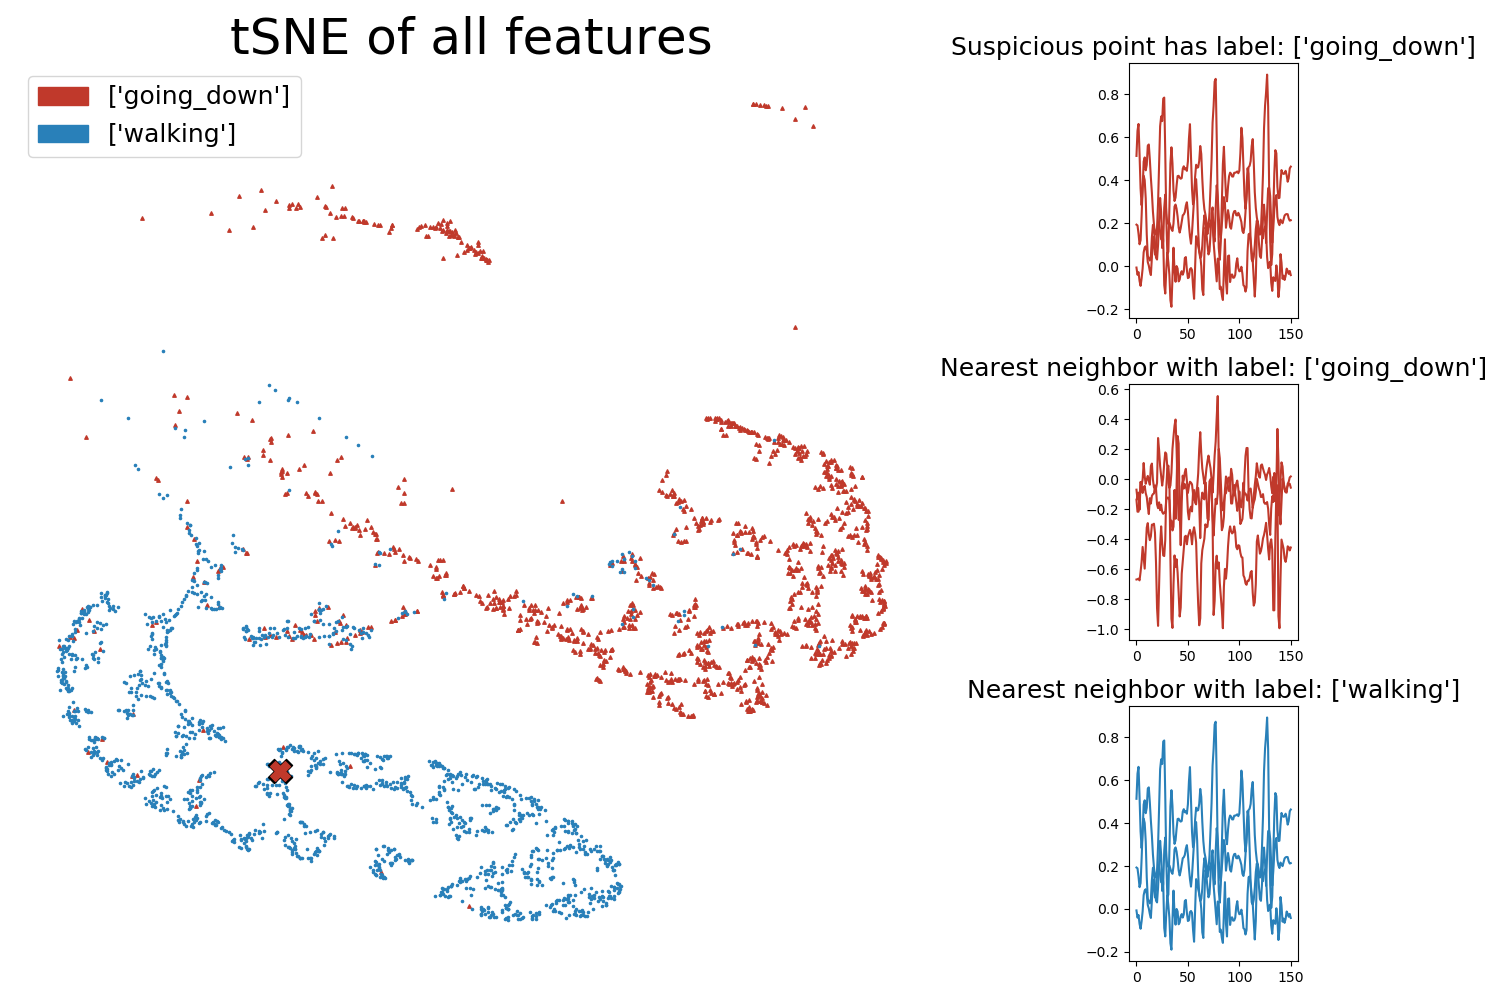 tSNE of all features
['going_down']
['walking']
Suspicious point has label: ['going_down']
0.8
0.6
0.4
0.2
0.0
−0.2
0 50 100 150
Nearest neighbor with label: ['going_down']
0.6
0.4
0.2
0.0
−0.2
−0.4
−0.6
−0.8
−1.0
0 50 100 150
Nearest neighbor with label: ['walking']
0.8
0.6
0.4
0.2
0.0
−0.2
0 50 100 150